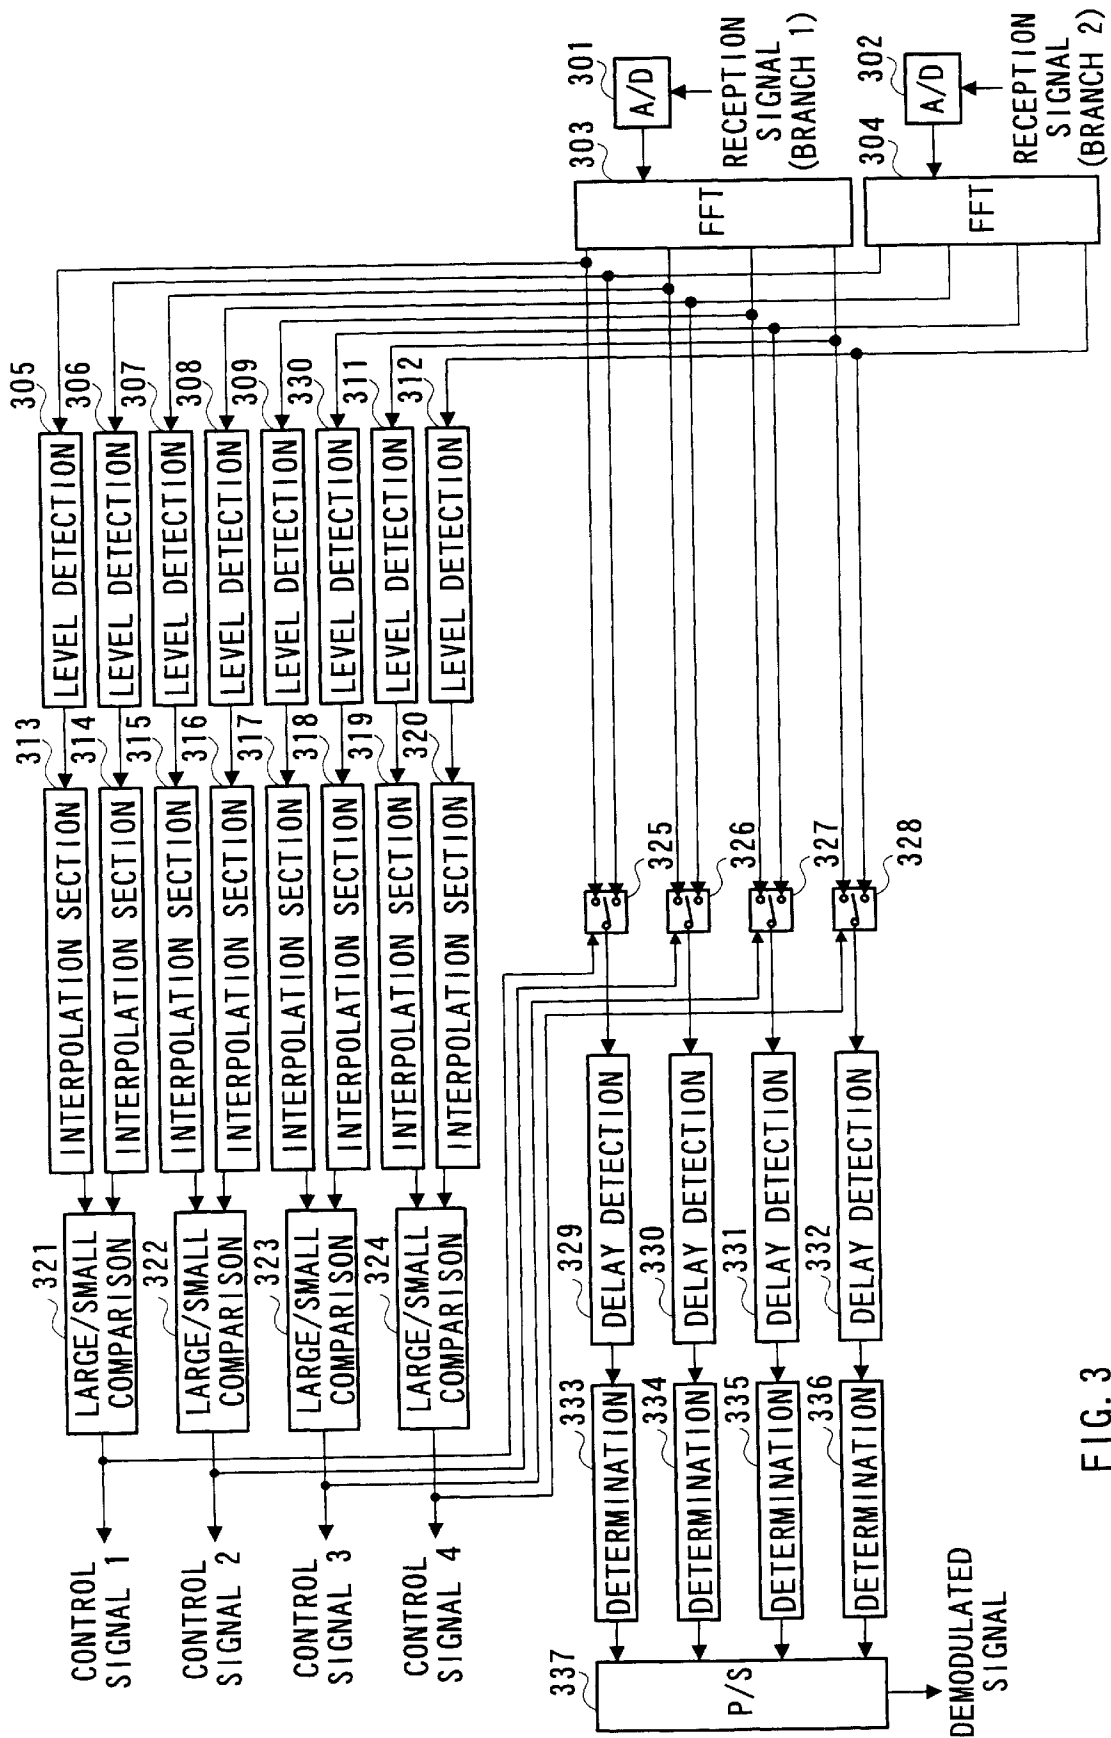 305
LEVEL DETECTION
306
LEVEL DETECTION
307
LEVEL DETECTION
308
LEVEL DETECTION
309
LEVEL DETECTION
330
LEVEL DETECTION
311
LEVEL DETECTION
312
LEVEL DETECTION
313
INTERPOLATION SECTION
314
INTERPOLATION SECTION
315
INTERPOLATION SECTION
316
INTERPOLATION SECTION
317
INTERPOLATION SECTION
318
INTERPOLATION SECTION
319
INTERPOLATION SECTION
320
INTERPOLATION SECTION
321
LARGE/SMALL
COMPARISON
322
LARGE/SMALL
COMPARISON
323
LARGE/SMALL
COMPARISON
324
LARGE/SMALL
COMPARISON
CONTROL
SIGNAL 1
CONTROL
SIGNAL 2
CONTROL
SIGNAL 3
CONTROL
SIGNAL 4
301
A/D
RECEPTION
SIGNAL
(BRANCH 1)
302
A/D
RECEPTION
SIGNAL
(BRANCH 2)
303
FFT
304
FFT
325
326
327
328
329
DELAY DETECTION
330
DELAY DETECTION
331
DELAY DETECTION
332
DELAY DETECTION
333
DETERMINATION
334
DETERMINATION
335
DETERMINATION
336
DETERMINATION
337
P/S
DEMODULATED
SIGNAL
FIG. 3